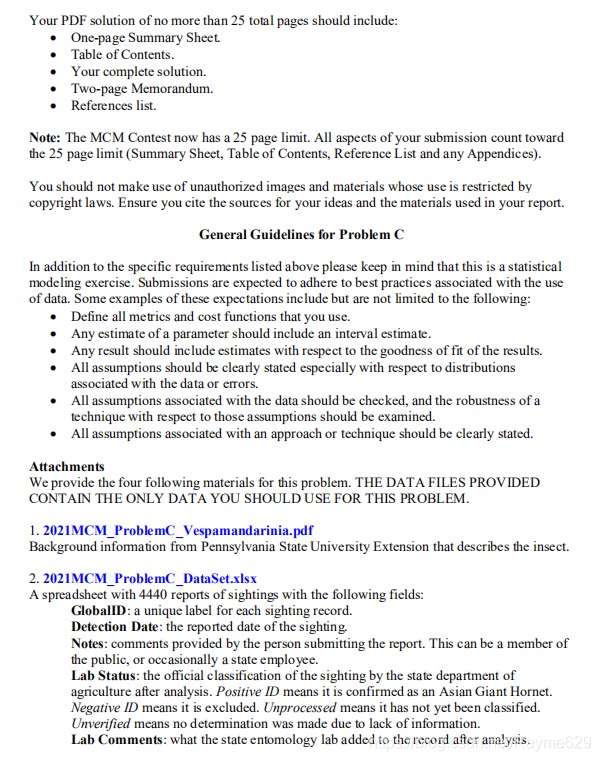 Your PDF solution of no more than 25 total pages should include:
• One-page Summary Sheet.
• Table of Contents.
• Your complete solution.
• Two-page Memorandum.
• References list.
Note: The MCM Contest now has a 25 page limit. All aspects of your submission count toward
the 25 page limit (Summary Sheet, Table of Contents, Reference List and any Appendices).
You should not make use of unauthorized images and materials whose use is restricted by
copyright laws. Ensure you cite the sources for your ideas and the materials used in your report.
General Guidelines for Problem C
In addition to the specific requirements listed above please keep in mind that this is a statistical
modeling exercise. Submissions are expected to adhere to best practices associated with the use
of data. Some examples of these expectations include but are not limited to the following:
• Define all metrics and cost functions that you use.
• Any estimate of a parameter should include an interval estimate.
• Any result should include estimates with respect to the goodness of fit of the results.
• All assumptions should be clearly stated especially with respect to distributions
associated with the data or errors.
• All assumptions associated with the data should be checked, and the robustness of a
technique with respect to those assumptions should be examined.
• All assumptions associated with an approach or technique should be clearly stated.
Attachments
We provide the four following materials for this problem. THE DATA FILES PROVIDED
CONTAIN THE ONLY DATA YOU SHOULD USE FOR THIS PROBLEM.
1. 2021MCM_ProblemC_Vespamandarinia.pdf
Background information from Pennsylvania State University Extension that describes the insect.
2. 2021MCM_ProblemC_DataSet.xlsx
A spreadsheet with 4440 reports of sightings with the following fields:
GlobalID: a unique label for each sighting record.
Detection Date: the reported date of the sighting.
Notes: comments provided by the person submitting the report. This can be a member of
the public, or occasionally a state employee.
Lab Status: the official classification of the sighting by the state department of
agriculture after analysis. Positive ID means it is confirmed as an Asian Giant Hornet.
Negative ID means it is excluded. Unprocessed means it has not yet been classified.
Unverified means no determination was made due to lack of information.
Lab Comments: what the state entomology lab added to the record after analysis.